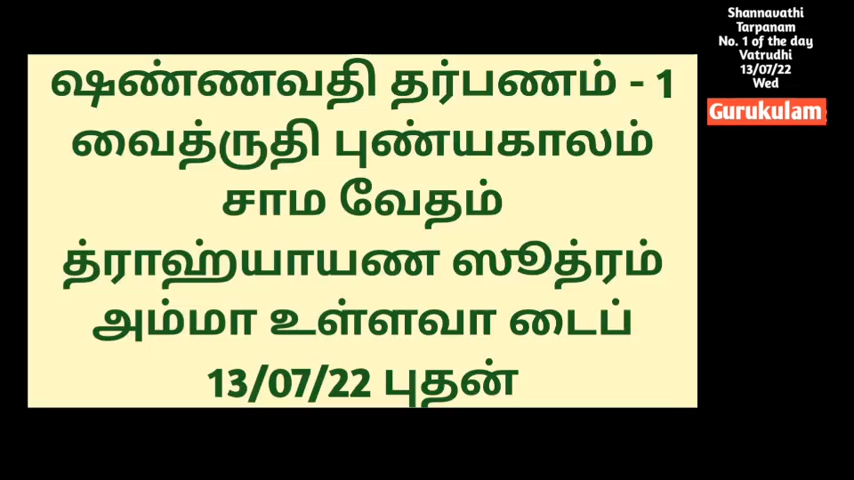 ஷண்ணவதி தர்பணம் - 1
வைத்ருதி புண்யகாலம்
சாம வேதம்
த்ராஹ்யாயண ஸூத்ரம்
அம்மா உள்ளவா டைப்
13/07/22 புதன்
Shannavathi
Tarpanam
No. 1 of the day
Vatrudhi
13/07/22
Wed
Gurukulam